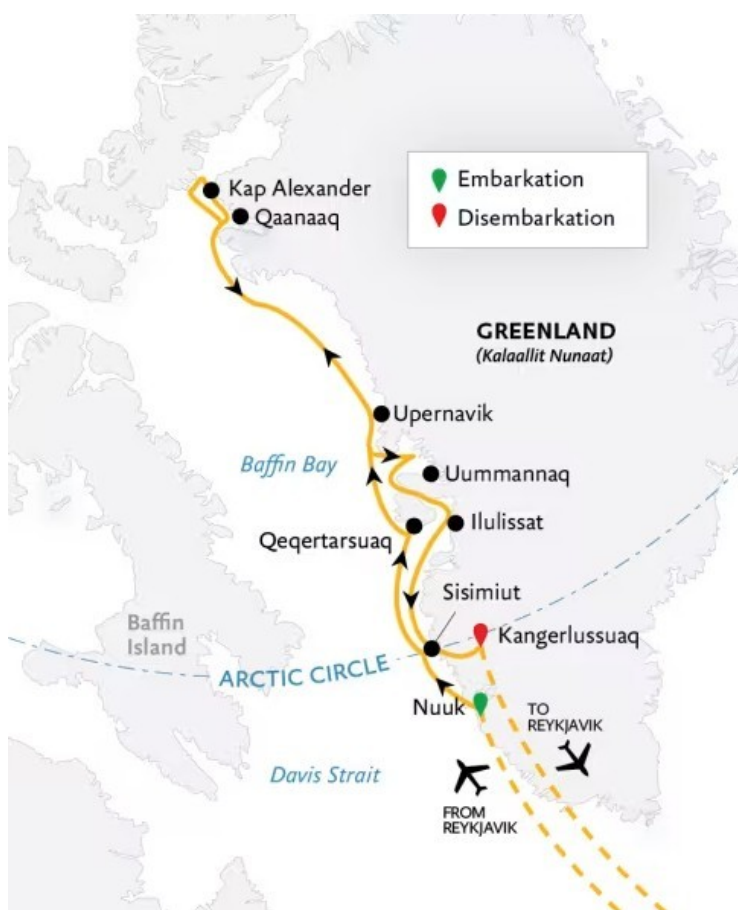 Kap Alexander
Qaanaaq
Embarkation
Disembarkation
GREENLAND
(Kalaallit Nunaat)
Upernavik
Baffin Bay
Uummannaq
Qeqertarsuaq
Ilulissat
Sisimiut
Baffin
Island
Kangerlussuaq
ARCTIC CIRCLE
Nuuk
TO
REYKJAVIK
Davis Strait
FROM
REYKJAVIK